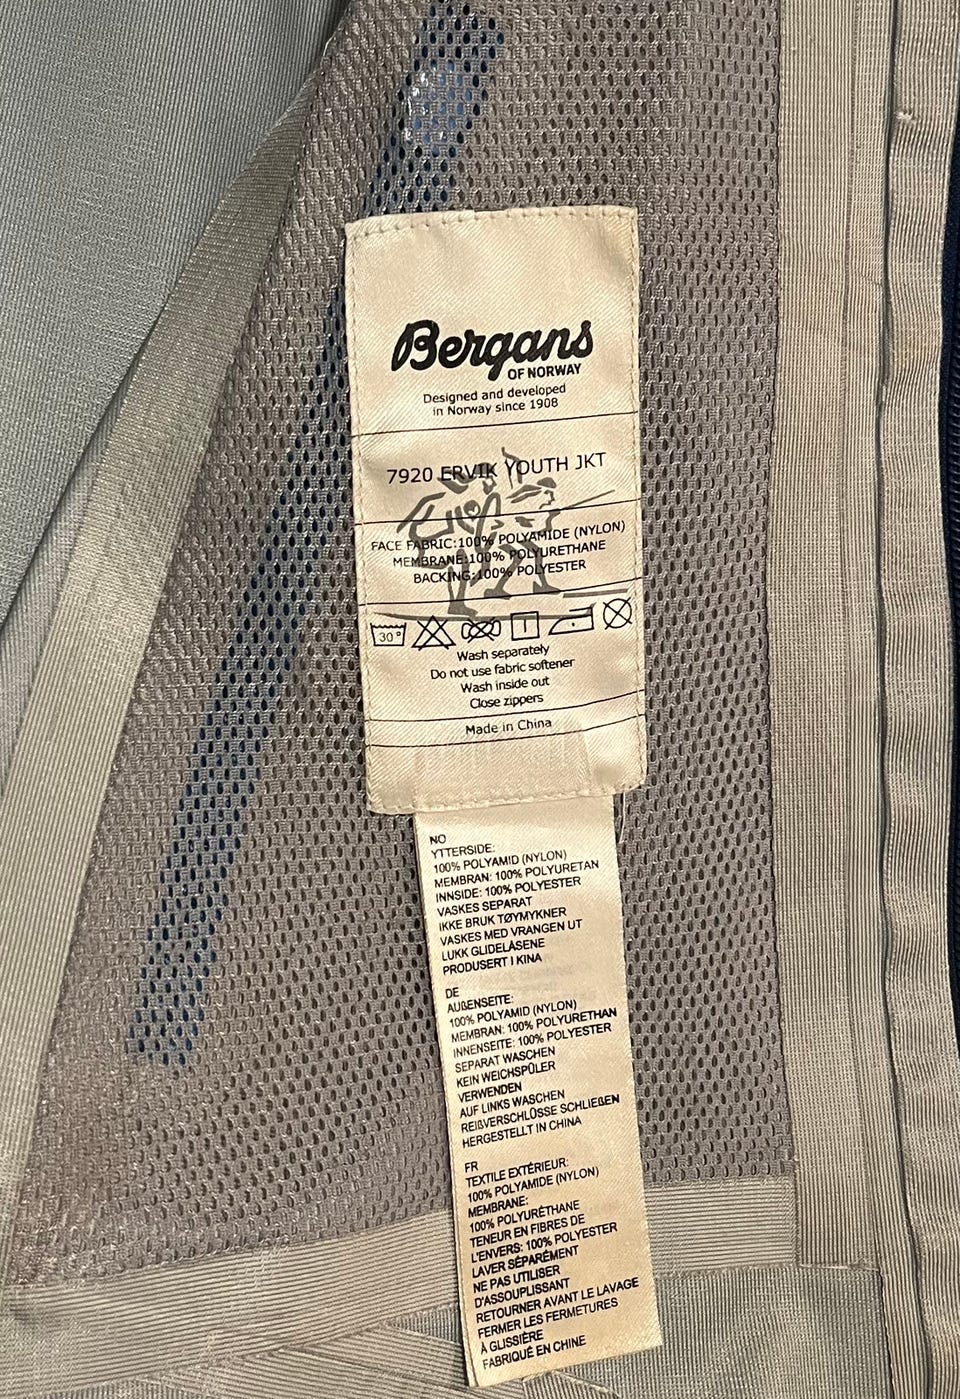 Bergans
OF NORWAY
Designed and developed
in Norway since 1908
7920 ERVIK YOUTH JKT
FACE FABRIC:100% POLYAMIDE (NYLON)
MEMBRANE:100% POLYURETHANE
BACKING:100% POLYESTER
30°
Wash separately
Do not use fabric softener
Wash inside out
Close zippers
Made in China
NO
YTTERSIDE:
100% POLYAMID (NYLON)
MEMBRAN: 100% POLYURETAN
INNSIDE: 100% POLYESTER
VASKES SEPARAT
IKKE BRUK TØYMYKNER
VASKES MED VRANGEN UT
LUKK GLIDELÅSENE
PRODUSERT I KINA
DE
AUßENSEITE:
100% POLYAMID (NYLON)
MEMBRAN: 100% POLYURETHAN
INNENSEITE: 100% POLYESTER
SEPARAT WASCHEN
KEIN WEICHSPÜLER
VERWENDEN
AUF LINKS WASCHEN
REIßVERSCHLÜSSE SCHLIEßEN
HERGESTELLT IN CHINA
FR
TEXTILE EXTÉRIEUR:
100% POLYAMIDE (NYLON)
MEMBRANE:
100% POLYURÉTHANE
TENEUR EN FIBRES DE
L'ENVERS: 100% POLYESTER
LAVER SÉPARÉMENT
NE PAS UTILISER
D'ASSOUPLISSANT
RETOURNER AVANT LE LAVAGE
FERMER LES FERMETURES
À GLISSIÈRE
FABRIQUÉ EN CHINE